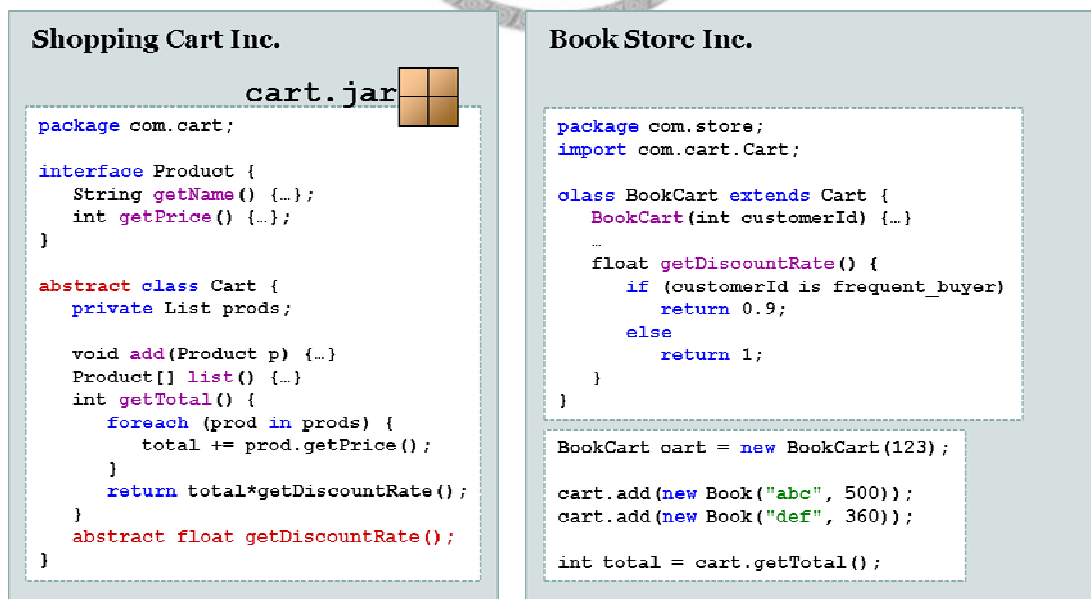 Shopping Cart Inc.
cart.jar
package com.cart;
interface Product {
String getName() {…};
int getPrice() {…};
}
abstract class Cart {
private List prods;
void add(Product p) {…}
Product[] list() {…}
int getTotal() {
foreach (prod in prods) {
total += prod.getPrice();
}
return total*getDiscountRate();
}
abstract float getDiscountRate();
}
Book Store Inc.
package com.store;
import com.cart.Cart;
class BookCart extends Cart {
BookCart(int customerId) {…}
…
float getDiscountRate() {
if (customerId is frequent_buyer)
return 0.9;
else
return 1;
}
}
BookCart cart = new BookCart(123);
cart.add(new Book("abc", 500));
cart.add(new Book("def", 360));
int total = cart.getTotal();